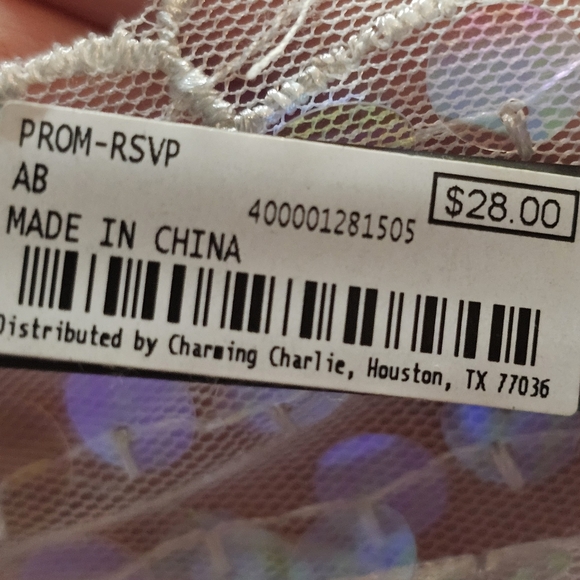 PROM-RSVP
AB
400001281505
$28.00
MADE IN CHINA
Distributed by Charming Charlie, Houston, TX 77036